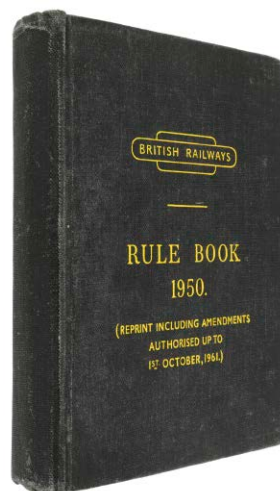 BRITISH RAILWAYS
RULE BOOK
1950.
(REPRINT INCLUDING AMENDMENTS
AUTHORISED UP TO
1ST OCTOBER, 1961.)